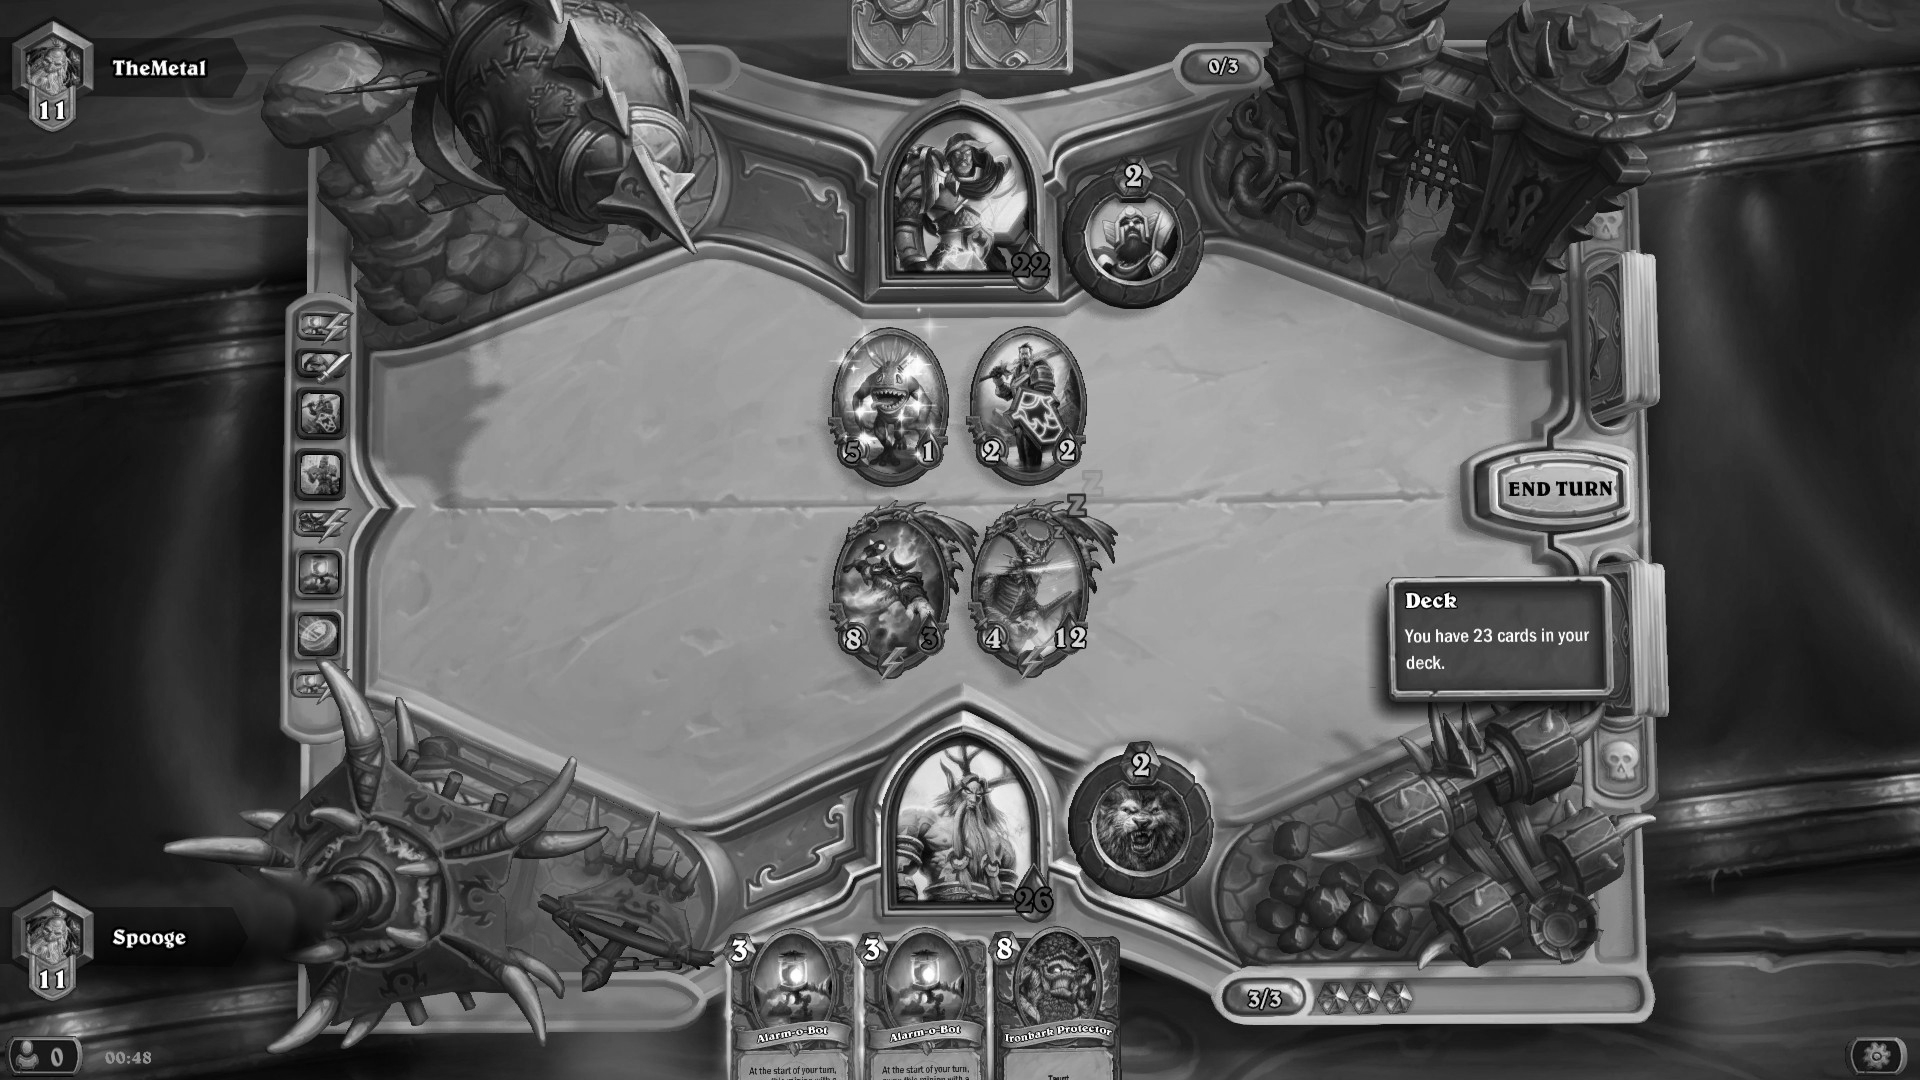 TheMetal
11
0/3
2
22
5
1
2
2
END TURN
Z
Z
z
8
3
4
12
Deck
You have 23 cards in your
deck.
2
26
Spooge
11
3
Alarm-o-Bot
At the start of your turn,
3
Alarm-o-Bot
At the start of your turn,
8
Ironbark Protector
3/3
0
00:48